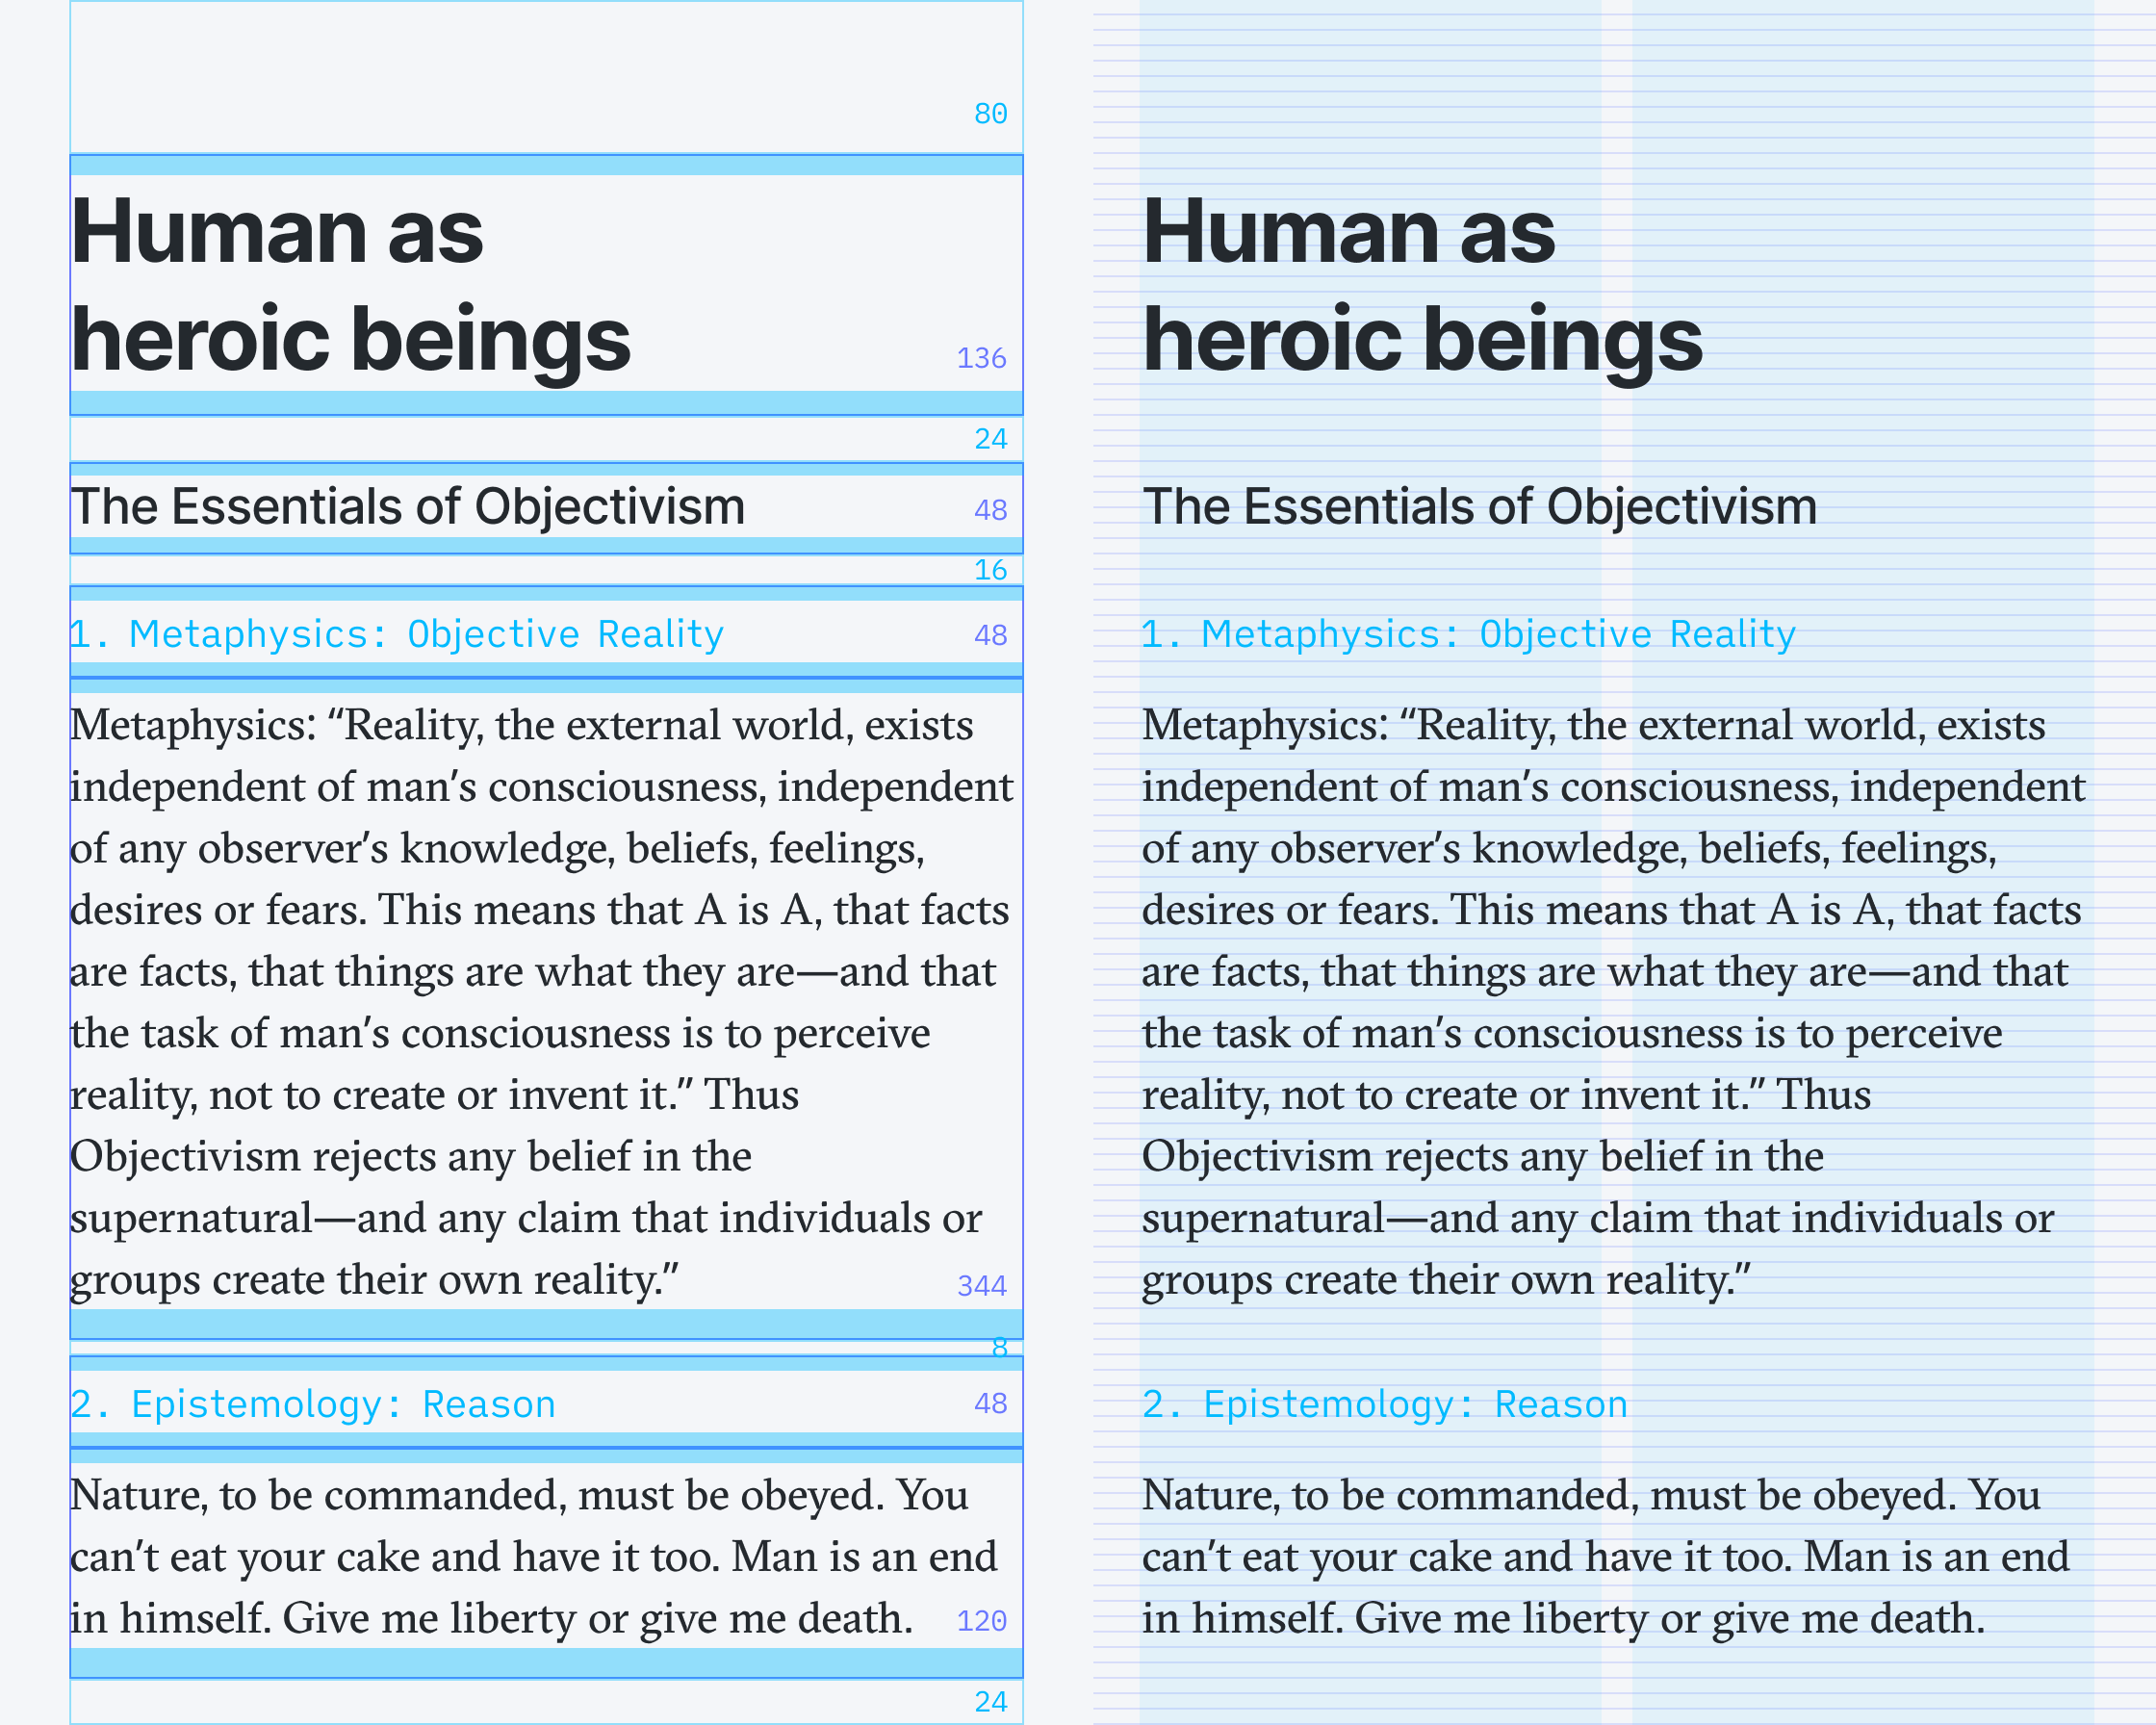 80
Human as
heroic beings
136
24
The Essentials of Objectivism
48
16
1. Metaphysics: Objective Reality
48
Metaphysics: “Reality, the external world, exists
independent of man’s consciousness, independent
of any observer’s knowledge, beliefs, feelings,
desires or fears. This means that A is A, that facts
are facts, that things are what they are—and that
the task of man’s consciousness is to perceive
reality, not to create or invent it.” Thus
Objectivism rejects any belief in the
supernatural—and any claim that individuals or
groups create their own reality.”
344
8
2. Epistemology: Reason
48
Nature, to be commanded, must be obeyed. You
can’t eat your cake and have it too. Man is an end
in himself. Give me liberty or give me death.
120
24
Human as
heroic beings
The Essentials of Objectivism
1. Metaphysics: Objective Reality
Metaphysics: “Reality, the external world, exists
independent of man’s consciousness, independent
of any observer’s knowledge, beliefs, feelings,
desires or fears. This means that A is A, that facts
are facts, that things are what they are—and that
the task of man’s consciousness is to perceive
reality, not to create or invent it.” Thus
Objectivism rejects any belief in the
supernatural—and any claim that individuals or
groups create their own reality.”
2. Epistemology: Reason
Nature, to be commanded, must be obeyed. You
can’t eat your cake and have it too. Man is an end
in himself. Give me liberty or give me death.